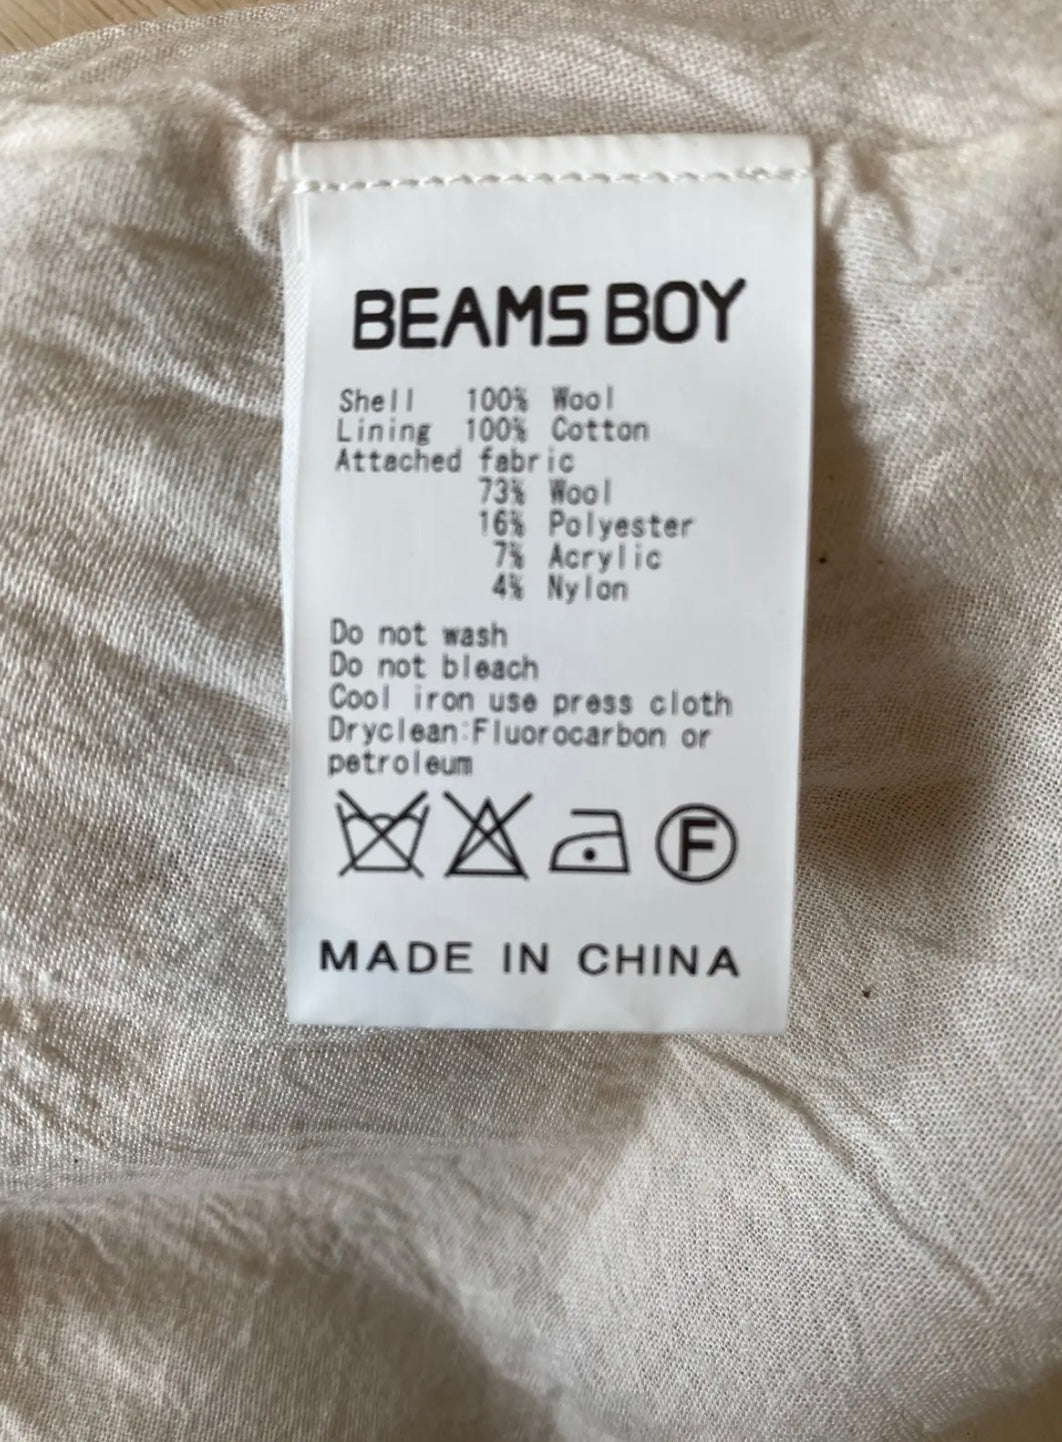 BEAMS BOY
Shell 100% Wool
Lining 100% Cotton
Attached fabric
73% Wool
16% Polyester
7% Acrylic
4% Nylon
Do not wash
Do not bleach
Cool iron use press cloth
Dryclean:Fluorocarbon or
petroleum
F
MADE IN CHINA